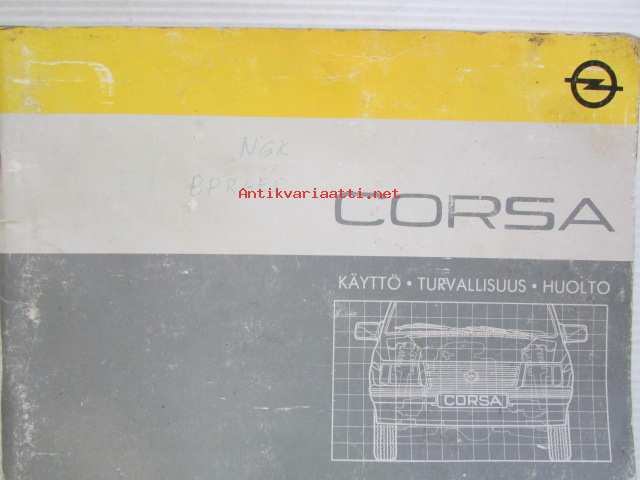 NGK
Antikvariaatti.net
CORSA
KÄYTTÖ • TURVALLISUUS • HUOLTO
CORSA